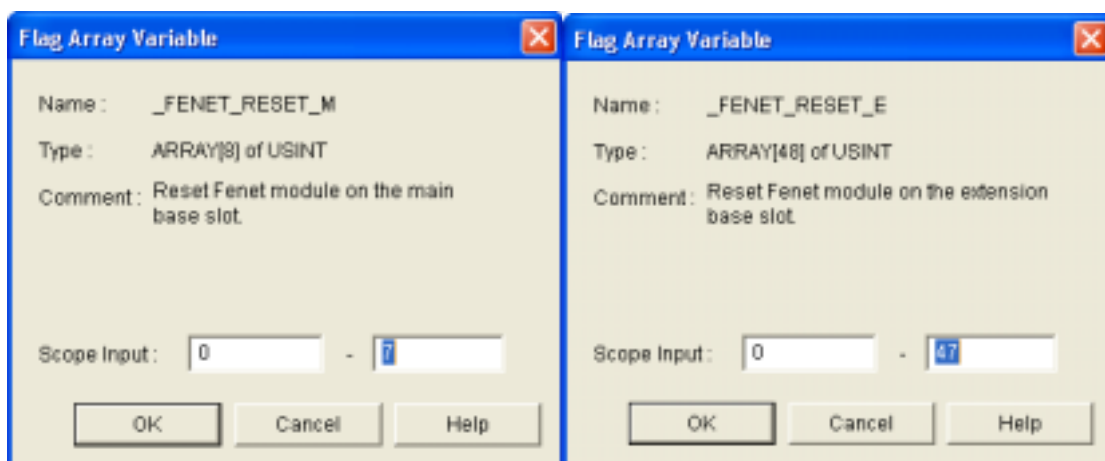 Flag Array Variable
Name : _FENET_RESET_M
Type : ARRAY[8] of USINT
Comment : Reset Fenet module on the main
base slot.
Scope Input : 0 - 7
OK Cancel Help
Flag Array Variable
Name : _FENET_RESET_E
Type : ARRAY[48] of USINT
Comment : Reset Fenet module on the extension
base slot.
Scope Input : 0 - 47
OK Cancel Help